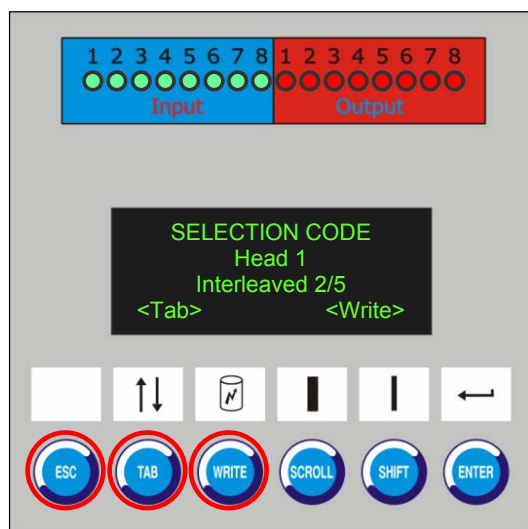 1 2 3 4 5 6 7 8 1 2 3 4 5 6 7 8
Input Output
SELECTION CODE
Head 1
Interleaved 2/5
<Tab> <Write>
ESC TAB WRITE SCROLL SHIFT ENTER